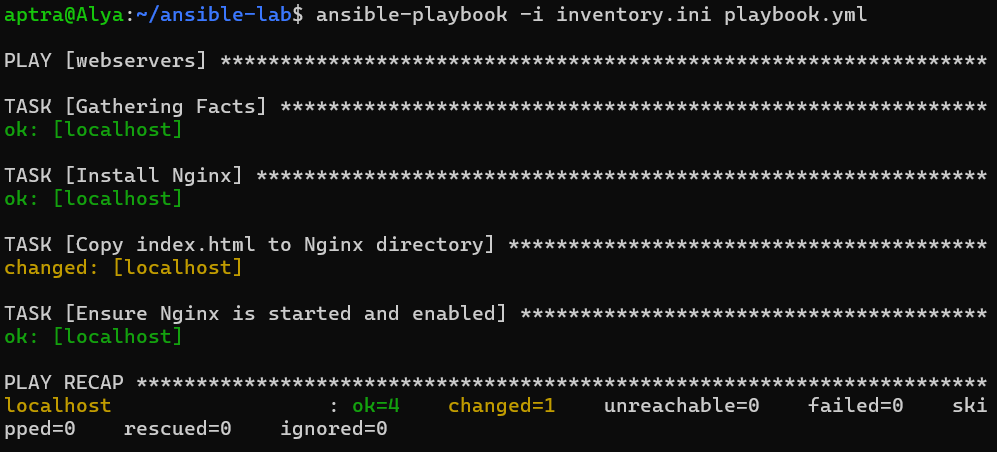 aptra@Alya:~/ansible-lab$ ansible-playbook -i inventory.ini playbook.yml
PLAY [webservers] ****************************************************************
TASK [Gathering Facts] ***********************************************************
ok: [localhost]
TASK [Install Nginx] *************************************************************
ok: [localhost]
TASK [Copy index.html to Nginx directory] ****************************************
changed: [localhost]
TASK [Ensure Nginx is started and enabled] ***************************************
ok: [localhost]
PLAY RECAP ***********************************************************************
localhost                  : ok=4    changed=1    unreachable=0    failed=0    ski
pped=0    rescued=0    ignored=0